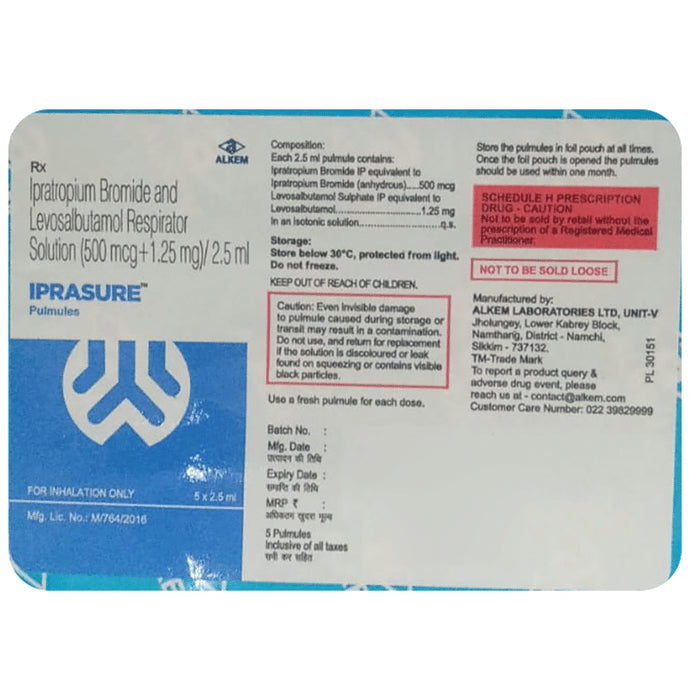 Rx
Ipratropium Bromide and
Levosalbutamol Respirator
Solution (500 mcg+1.25 mg)/ 2.5 ml
IPRASURE™
Pulmules
ALKEM
FOR INHALATION ONLY
5 x 2.5 ml
Mfg. Lic. No.: M/764/2016
Composition:
Each 2.5 ml pulmule contains:
Ipratropium Bromide IP equivalent to
Ipratropium Bromide (anhydrous)....500 mcg
Levosalbutamol Sulphate IP equivalent to
Levosalbutamol..............................1.25 mg
In an isotonic solution....................q.s.
Storage:
Store below 30°C, protected from light.
Do not freeze.
KEEP OUT OF REACH OF CHILDREN.
Caution: Even invisible damage
to pulmule caused during storage or
transit may result in a contamination.
Do not use, and return for replacement
if the solution is discoloured or leak
found on squeezing or contains visible
black particles.
Use a fresh pulmule for each dose.
Batch No. :
Mfg. Date :
उत्पादन की तिथि
Expiry Date :
समाप्ति की तिथि
MRP ₹ :
अधिकतम खुदरा मूल्य
5 Pulmules
Inclusive of all taxes
सभी कर सहित
Store the pulmules in foil pouch at all times.
Once the foil pouch is opened the pulmules
should be used within one month.
SCHEDULE H PRESCRIPTION
DRUG - CAUTION
Not to be sold by retail without the
prescription of a Registered Medical
Practitioner.
NOT TO BE SOLD LOOSE
Manufactured by:
ALKEM LABORATORIES LTD, UNIT-V
Jholungey, Lower Kabrey Block,
Namthang, District - Namchi,
Sikkim - 737132.
TM-Trade Mark
To report a product query &
adverse drug event, please
reach us at - contact@alkem.com
Customer Care Number: 022 39829999
PL 30151